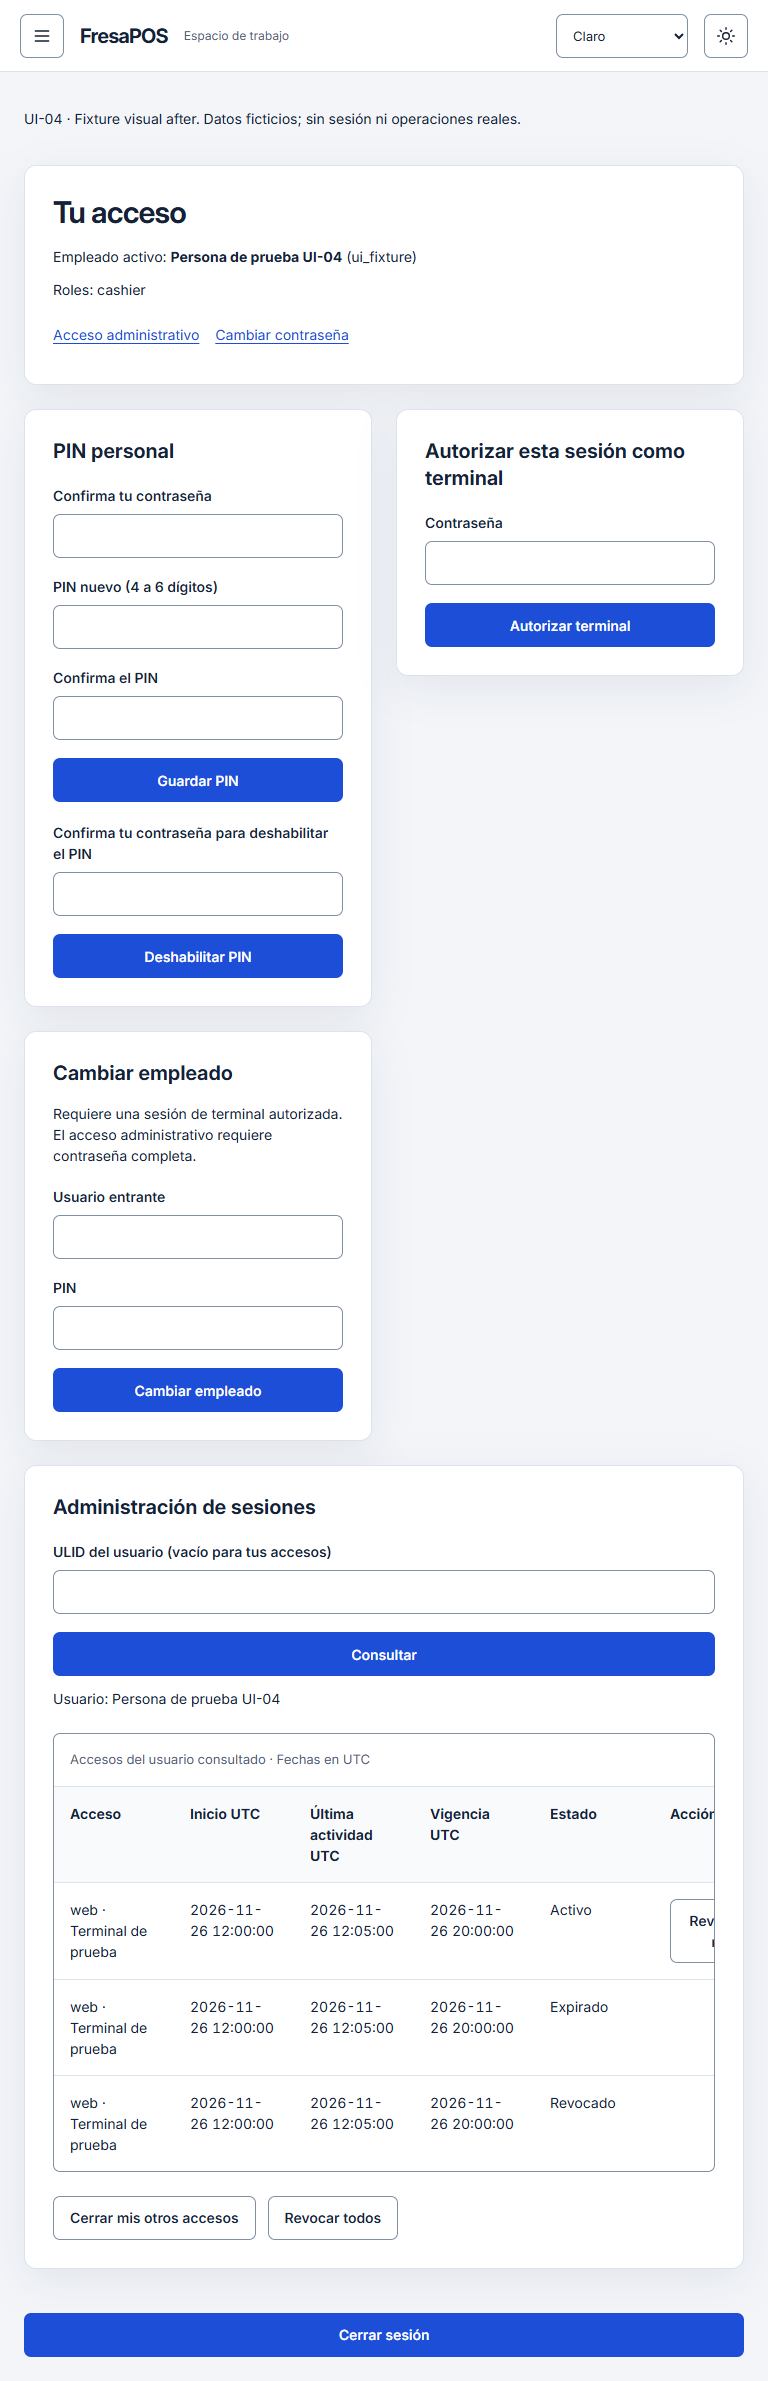 FresaPOS
Espacio de trabajo
Claro
UI-04 · Fixture visual after. Datos ficticios; sin sesión ni operaciones reales.
Tu acceso
Empleado activo: Persona de prueba UI-04 (ui_fixture)
Roles: cashier
Acceso administrativo
Cambiar contraseña
PIN personal
Confirma tu contraseña
PIN nuevo (4 a 6 dígitos)
Confirma el PIN
Guardar PIN
Confirma tu contraseña para deshabilitar
el PIN
Deshabilitar PIN
Autorizar esta sesión como
terminal
Contraseña
Autorizar terminal
Cambiar empleado
Requiere una sesión de terminal autorizada.
El acceso administrativo requiere
contraseña completa.
Usuario entrante
PIN
Cambiar empleado
Administración de sesiones
ULID del usuario (vacío para tus accesos)
Consultar
Usuario: Persona de prueba UI-04
Accesos del usuario consultado · Fechas en UTC
Acceso
Inicio UTC
Última
actividad
UTC
Vigencia
UTC
Estado
Acción
web ·
Terminal de
prueba
2026-11-
26 12:00:00
2026-11-
26 12:05:00
2026-11-
26 20:00:00
Activo
Rev
web ·
Terminal de
prueba
2026-11-
26 12:00:00
2026-11-
26 12:05:00
2026-11-
26 20:00:00
Expirado
web ·
Terminal de
prueba
2026-11-
26 12:00:00
2026-11-
26 12:05:00
2026-11-
26 20:00:00
Revocado
Cerrar mis otros accesos
Revocar todos
Cerrar sesión